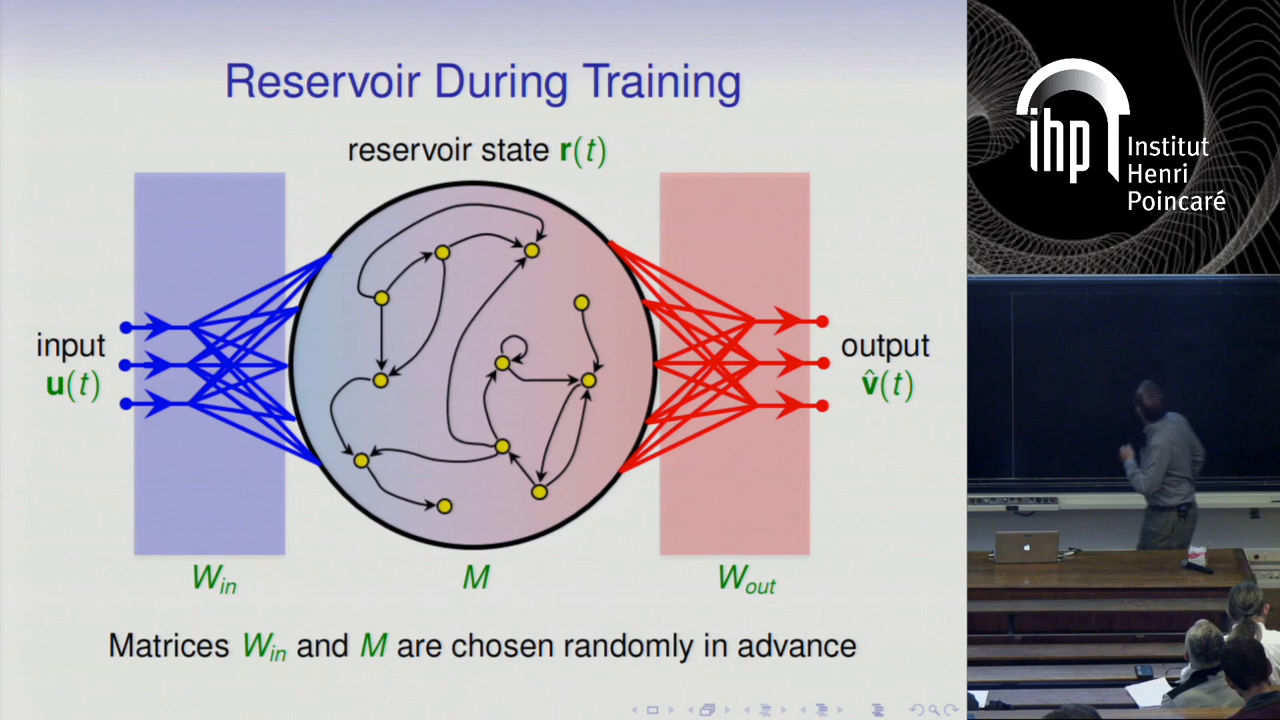 Reservoir During Training
reservoir state r(t)
input
u(t)
output
v̂(t)
W_in
M
W_out
Matrices W_in and M are chosen randomly in advance
ihp
Institut
Henri
Poincaré